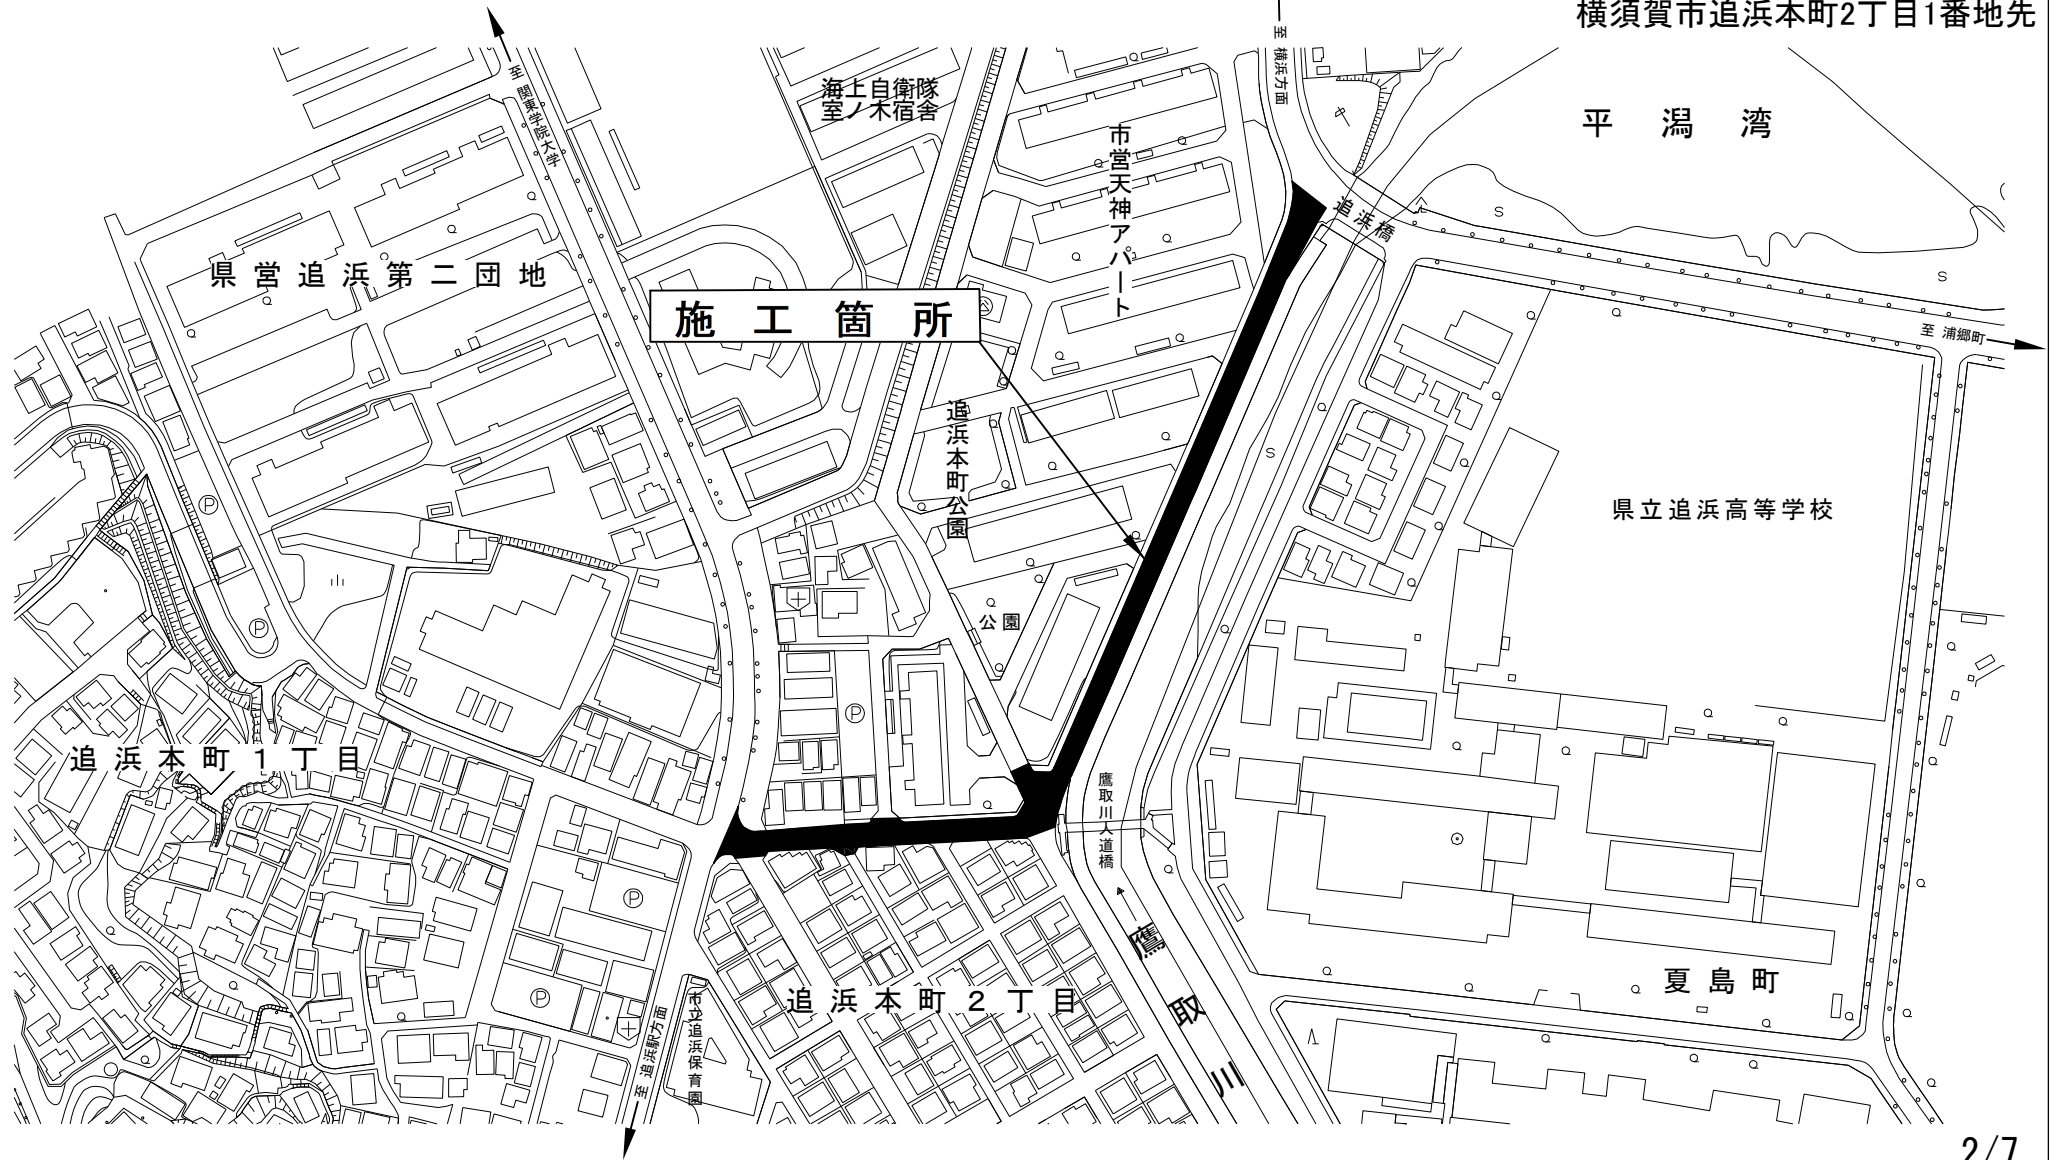 横須賀市追浜本町2丁目1番地先
至 横浜方面
至 関東学院大学
海上自衛隊
室ノ木宿舎
市営天神アパート
平潟湾
追浜橋
県営追浜第二団地
施工箇所
至 浦郷町
追浜本町公園
県立追浜高等学校
公園
追浜本町1丁目
鷹取川人道橋
鷹取川
夏島町
追浜本町2丁目
市立追浜保育園
至 追浜駅方面
P
P
P
P
P
2/7